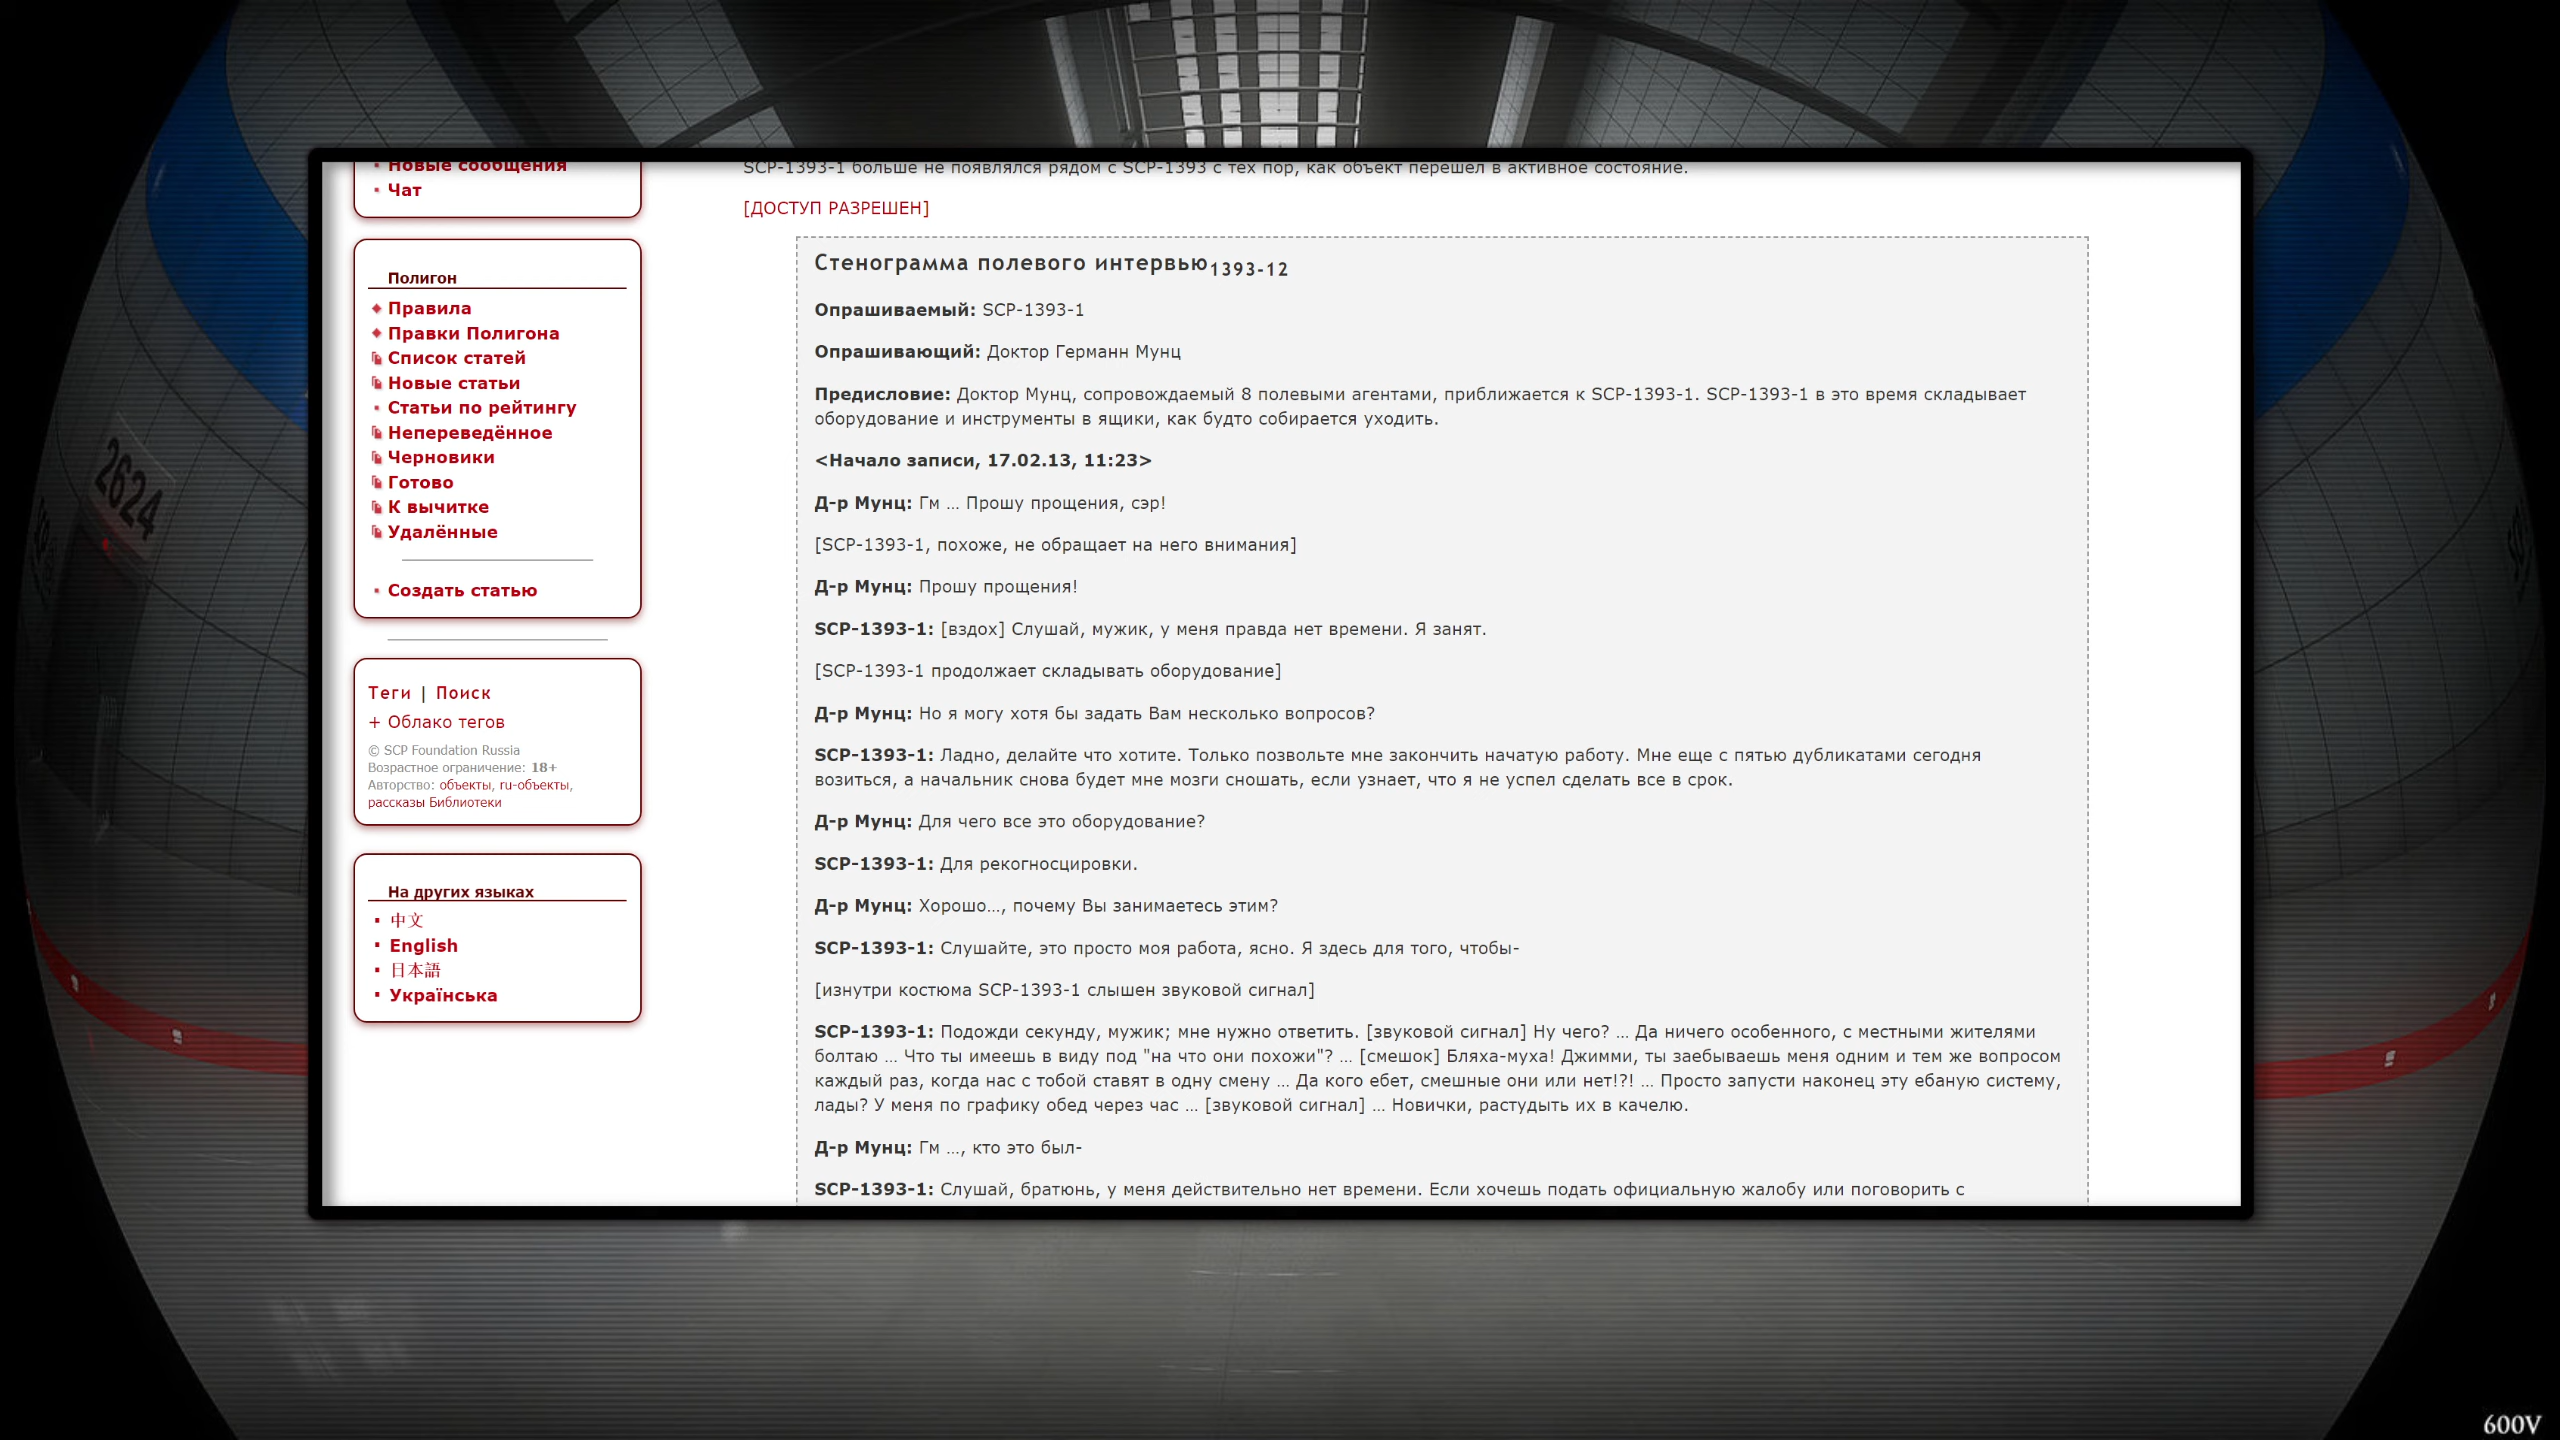 Новые сообщения
Чат
Полигон
Правила
Правки Полигона
Список статей
Новые статьи
Статьи по рейтингу
Непереведённое
Черновики
Готово
К вычитке
Удалённые
Создать статью
Теги | Поиск
+ Облако тегов
© SCP Foundation Russia
Возрастное ограничение: 18+
Авторство: объекты, ru-объекты,
рассказы Библиотеки
На других языках
中文
English
日本語
Українська
SCP-1393-1 больше не появлялся рядом с SCP-1393 с тех пор, как объект перешел в активное состояние.
[ДОСТУП РАЗРЕШЕН]
Стенограмма полевого интервью1393-12
Опрашиваемый: SCP-1393-1
Опрашивающий: Доктор Германн Мунц
Предисловие: Доктор Мунц, сопровождаемый 8 полевыми агентами, приближается к SCP-1393-1. SCP-1393-1 в это время складывает
оборудование и инструменты в ящики, как будто собирается уходить.
<Начало записи, 17.02.13, 11:23>
Д-р Мунц: Гм ... Прошу прощения, сэр!
[SCP-1393-1, похоже, не обращает на него внимания]
Д-р Мунц: Прошу прощения!
SCP-1393-1: [вздох] Слушай, мужик, у меня правда нет времени. Я занят.
[SCP-1393-1 продолжает складывать оборудование]
Д-р Мунц: Но я могу хотя бы задать Вам несколько вопросов?
SCP-1393-1: Ладно, делайте что хотите. Только позвольте мне закончить начатую работу. Мне еще с пятью дубликатами сегодня
возиться, а начальник снова будет мне мозги сношать, если узнает, что я не успел сделать все в срок.
Д-р Мунц: Для чего все это оборудование?
SCP-1393-1: Для рекогносцировки.
Д-р Мунц: Хорошо..., почему Вы занимаетесь этим?
SCP-1393-1: Слушайте, это просто моя работа, ясно. Я здесь для того, чтобы-
[изнутри костюма SCP-1393-1 слышен звуковой сигнал]
SCP-1393-1: Подожди секунду, мужик; мне нужно ответить. [звуковой сигнал] Ну чего? ... Да ничего особенного, с местными жителями
болтаю ... Что ты имеешь в виду под "на что они похожи"? ... [смешок] Бляха-муха! Джимми, ты заебываешь меня одним и тем же вопросом
каждый раз, когда нас с тобой ставят в одну смену ... Да кого ебет, смешные они или нет!?! ... Просто запусти наконец эту ебаную систему,
лады? У меня по графику обед через час ... [звуковой сигнал] ... Новички, растудыть их в качелю.
Д-р Мунц: Гм ..., кто это был-
SCP-1393-1: Слушай, братюнь, у меня действительно нет времени. Если хочешь подать официальную жалобу или поговорить с
2624
600V